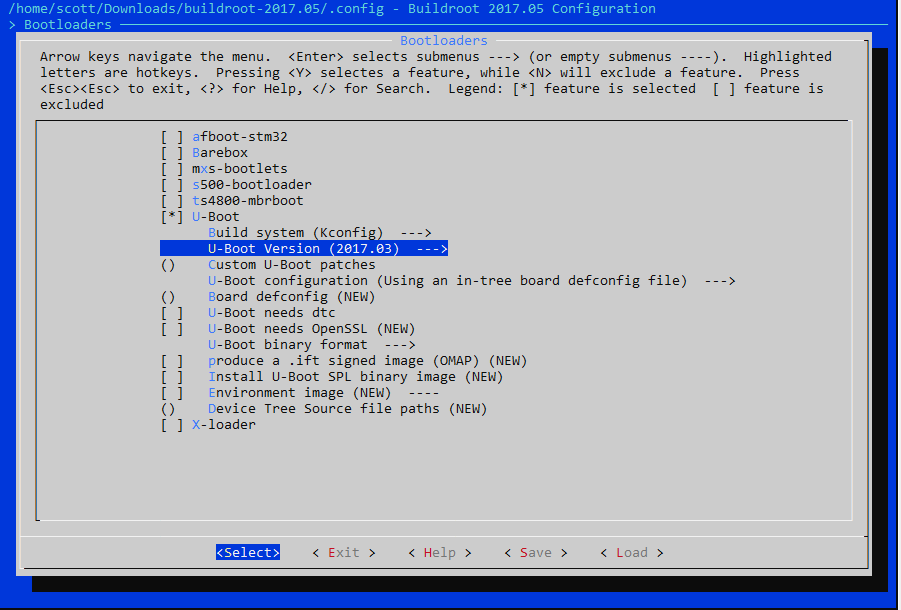 /home/scott/Downloads/buildroot-2017.05/.config - Buildroot 2017.05 Configuration
> Bootloaders
Bootloaders
Arrow keys navigate the menu.  <Enter> selects submenus ---> (or empty submenus ----).  Highlighted
letters are hotkeys.  Pressing <Y> selectes a feature, while <N> will exclude a feature.  Press
<Esc><Esc> to exit, <?> for Help, </> for Search.  Legend: [*] feature is selected  [ ] feature is
excluded
[ ] afboot-stm32
[ ] Barebox
[ ] mxs-bootlets
[ ] s500-bootloader
[ ] ts4800-mbrboot
[*] U-Boot
Build system (Kconfig)  --->
U-Boot Version (2017.03)  --->
()    Custom U-Boot patches
U-Boot configuration (Using an in-tree board defconfig file)  --->
()    Board defconfig (NEW)
[ ]   U-Boot needs dtc
[ ]   U-Boot needs OpenSSL (NEW)
U-Boot binary format  --->
[ ]   produce a .ift signed image (OMAP) (NEW)
[ ]   Install U-Boot SPL binary image (NEW)
[ ]   Environment image (NEW)  ----
()    Device Tree Source file paths (NEW)
[ ] X-loader
<Select>    < Exit >    < Help >    < Save >    < Load >